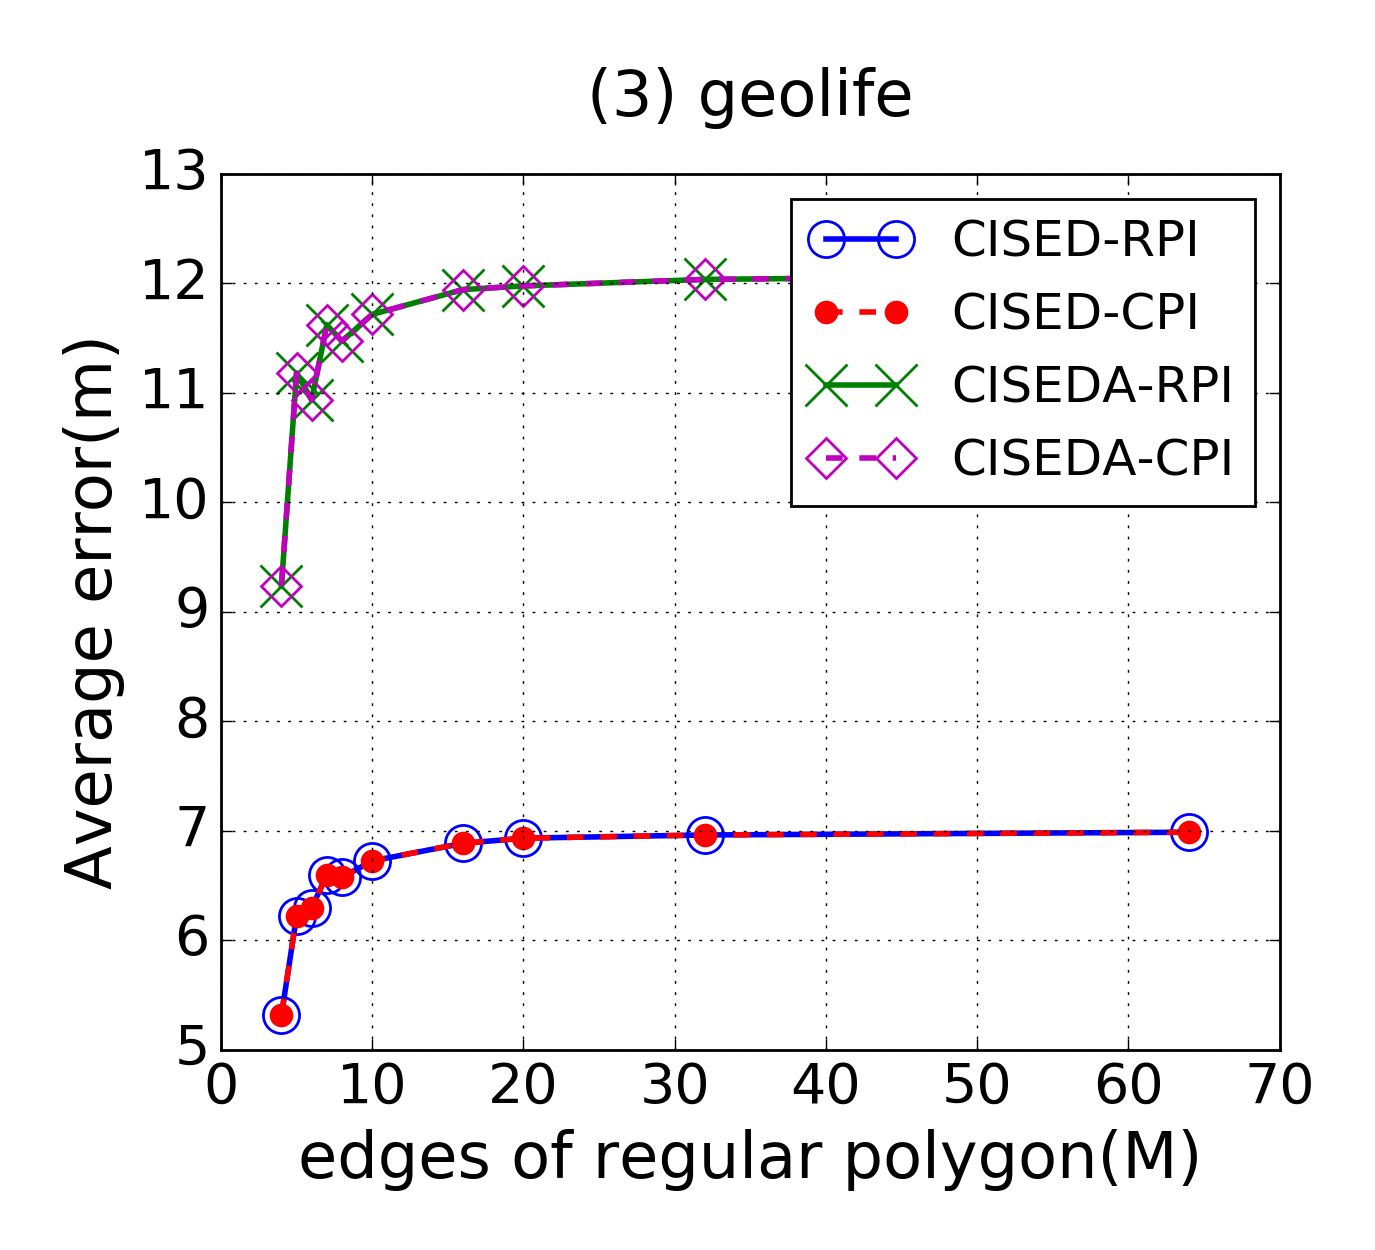 (3) geolife
13
12
11
10
9
8
7
6
5
Average error(m)
CISED-RPI
CISED-CPI
CISEDA-RPI
CISEDA-CPI
0 10 20 30 40 50 60 70
edges of regular polygon(M)